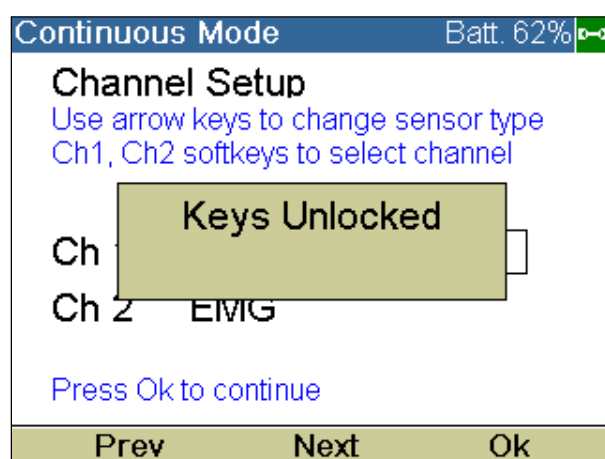 Continuous Mode Batt. 62%
Channel Setup
Use arrow keys to change sensor type
Ch1, Ch2 softkeys to select channel
Keys Unlocked
Ch
Ch 2 EMG
Press Ok to continue
Prev Next Ok